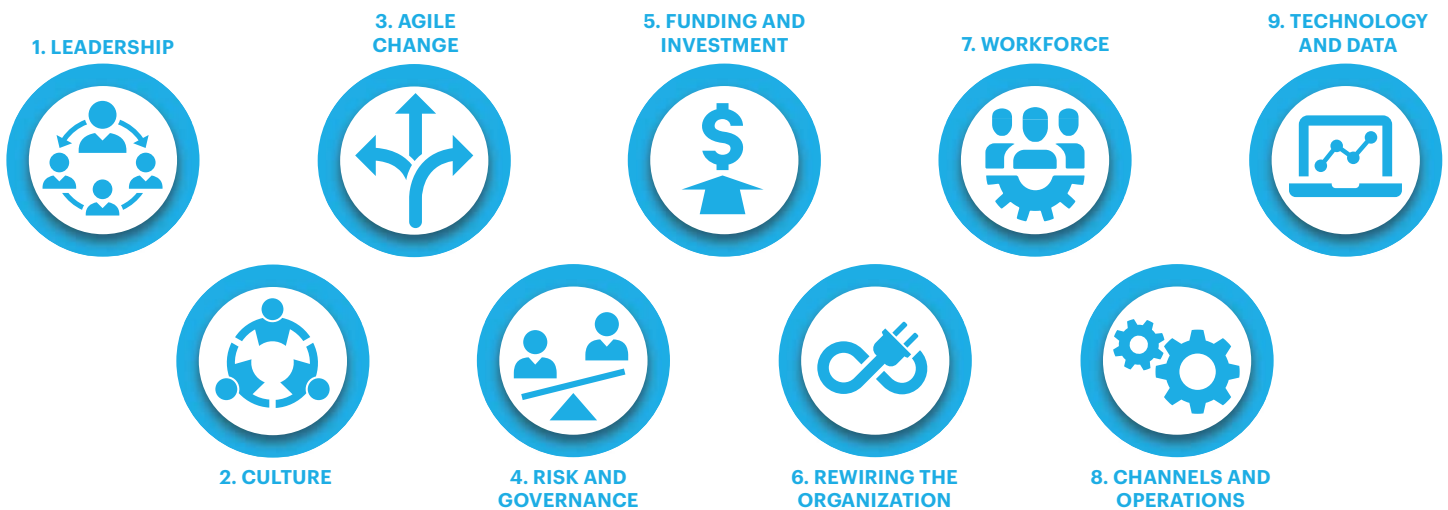 1. LEADERSHIP
2. CULTURE
3. AGILE
CHANGE
4. RISK AND
GOVERNANCE
5. FUNDING AND
INVESTMENT
$
6. REWIRING THE
ORGANIZATION
7. WORKFORCE
8. CHANNELS AND
OPERATIONS
9. TECHNOLOGY
AND DATA